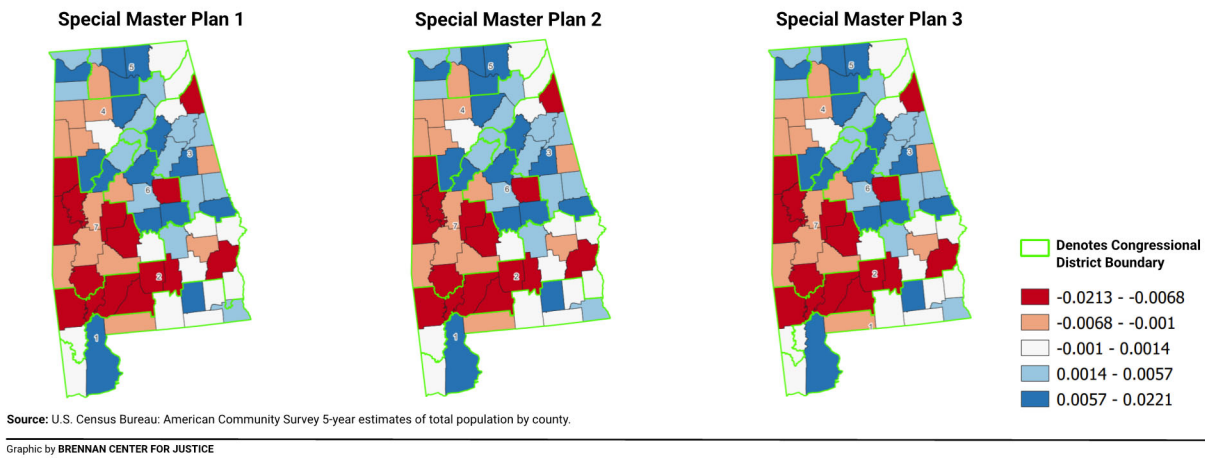 Special Master Plan 1
Special Master Plan 2
Special Master Plan 3
5
4
3
6
7
2
1
5
4
3
6
7
2
1
5
4
3
6
7
2
1
Denotes Congressional
District Boundary
-0.0213 - -0.0068
-0.0068 - -0.001
-0.001 - 0.0014
0.0014 - 0.0057
0.0057 - 0.0221
Source: U.S. Census Bureau: American Community Survey 5-year estimates of total population by county.
Graphic by BRENNAN CENTER FOR JUSTICE